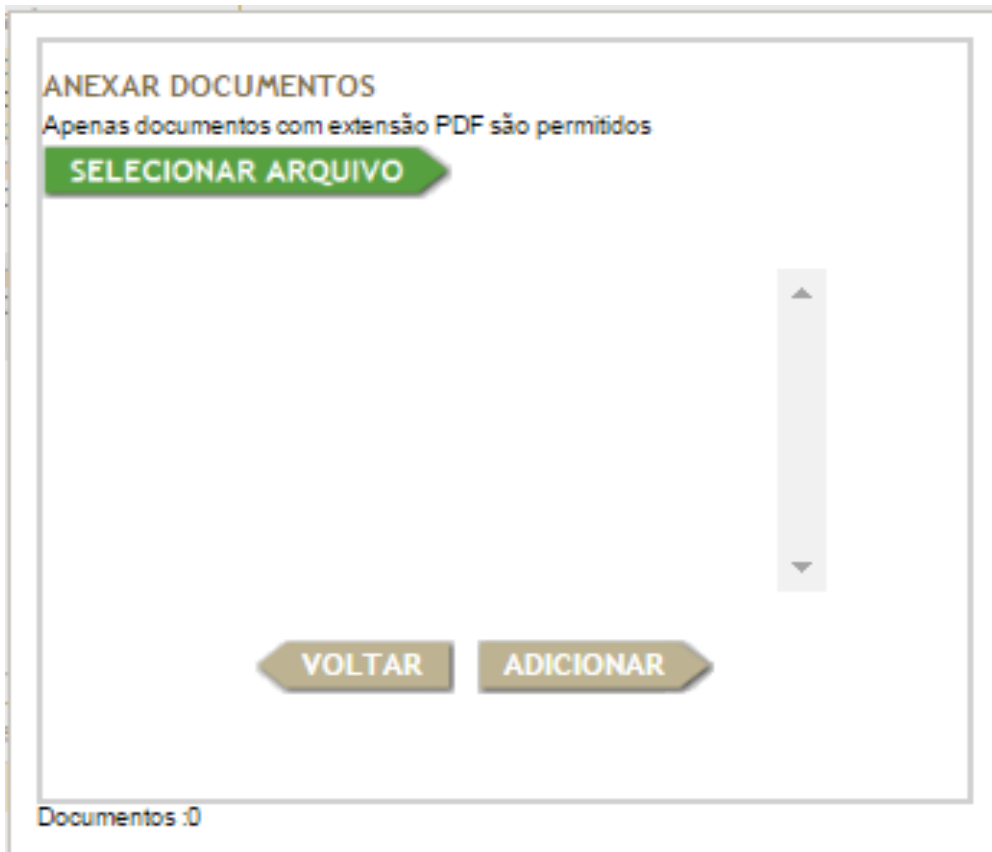 ANEXAR DOCUMENTOS
Apenas documentos com extensão PDF são permitidos
SELECIONAR ARQUIVO
VOLTAR
ADICIONAR
Documentos :0